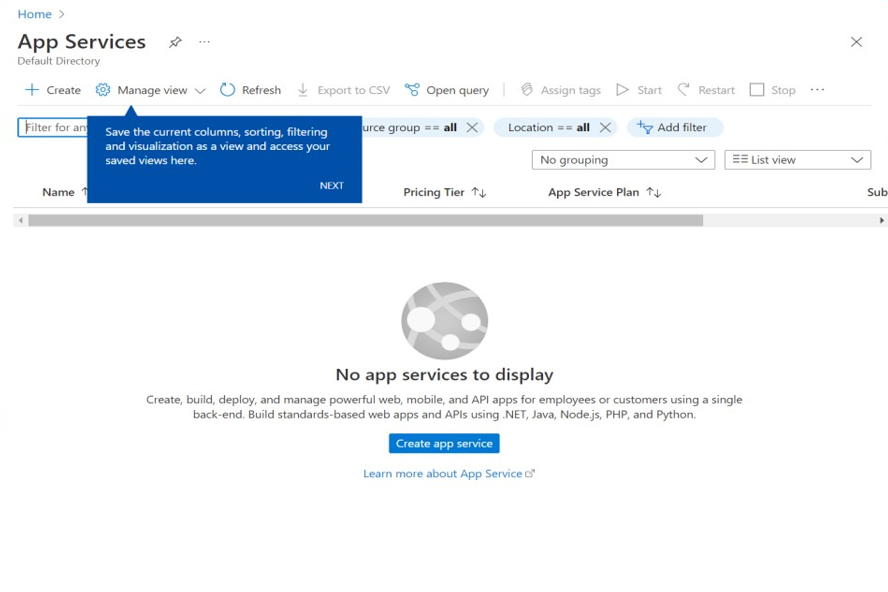 Home >
App Services
Default Directory
Create Manage view Refresh Export to CSV Open query Assign tags Start Restart Stop
Filter for an
Save the current columns, sorting, filtering
and visualization as a view and access your
saved views here.
NEXT
group == all
Location == all
Add filter
No grouping List view
Name Pricing Tier App Service Plan
No app services to display
Create, build, deploy, and manage powerful web, mobile, and API apps for employees or customers using a single
back-end. Build standards-based web apps and APIs using .NET, Java, Node.js, PHP, and Python.
Create app service
Learn more about App Service